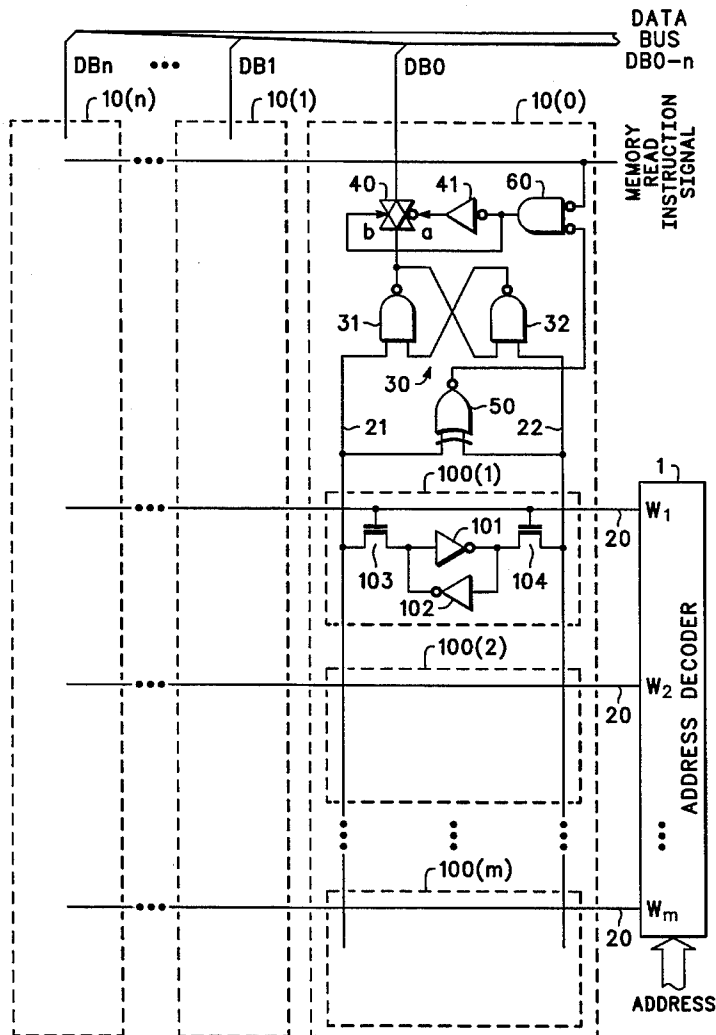 DATA
BUS
DB0-n
DBn ••• DB1 DB0
10(n) 10(1) 10(0)
MEMORY
READ
INSTRUCTION
SIGNAL
•••
40 41 60
b a
31 32
30
50
21 22
100(1) 1
••• 20 W1
101
103 104
102
100(2)
••• 20 W2
ADDRESS DECODER
••• ••• ••• •••
100(m)
••• 20 Wm
ADDRESS